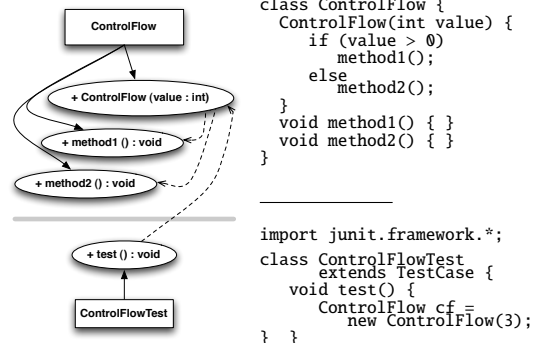 ControlFlow
+ ControlFlow (value : int)
+ method1 () : void
+ method2 () : void
+ test () : void
ControlFlowTest
class ControlFlow {
ControlFlow(int value) {
if (value > 0)
method1();
else
method2();
}
void method1() { }
void method2() { }
}
import junit.framework.*;
class ControlFlowTest
extends TestCase {
void test() {
ControlFlow cf =
new ControlFlow(3);
} }